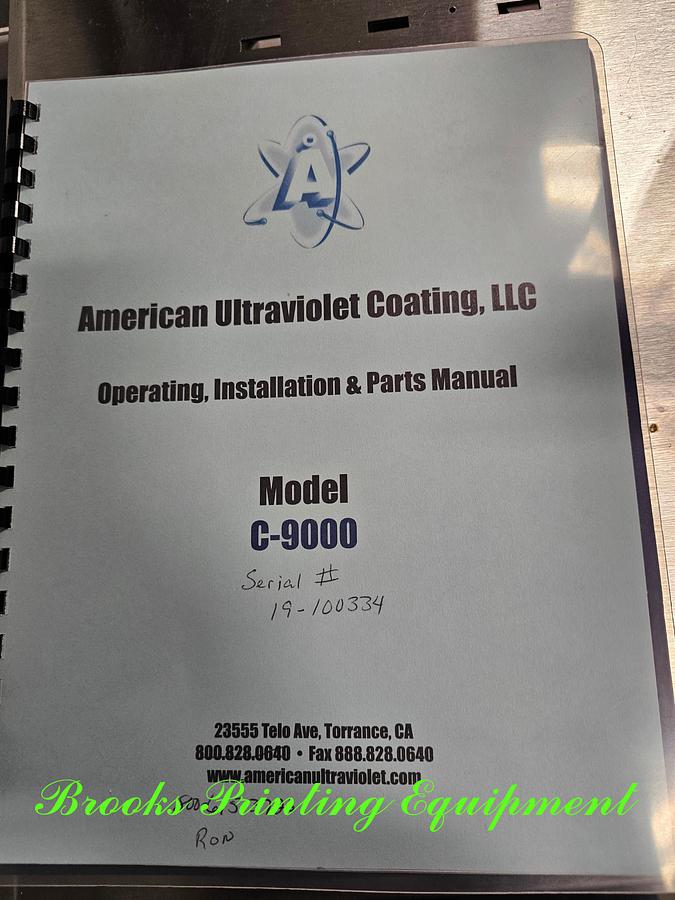 A
American Ultraviolet Coating, LLC
Operating, Installation & Parts Manual
Model
C-9000
Serial #
19-100334
23555 Telo Ave, Torrance, CA
800.828.0640 • Fax 888.828.0640
www.americanultraviolet.com
Brooks Printing Equipment
Ron